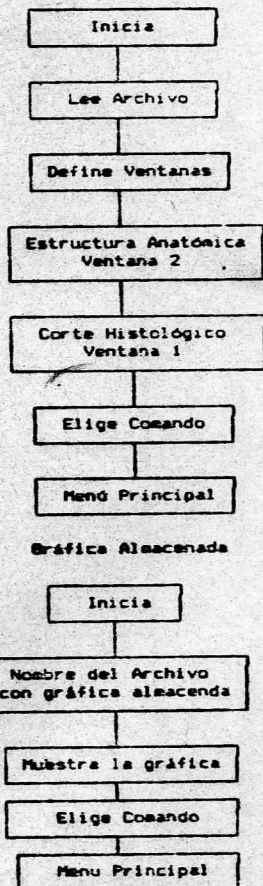 Inicia
Lee Archivo
Define Ventanas
Estructura Anatómica
Ventana 2
Corte Histológico
Ventana 1
Elige Comando
Menú Principal
Gráfica Almacenada
Inicia
Nombre del Archivo
con gráfica almacenda
Muestra la gráfica
Elige Comando
Menu Principal